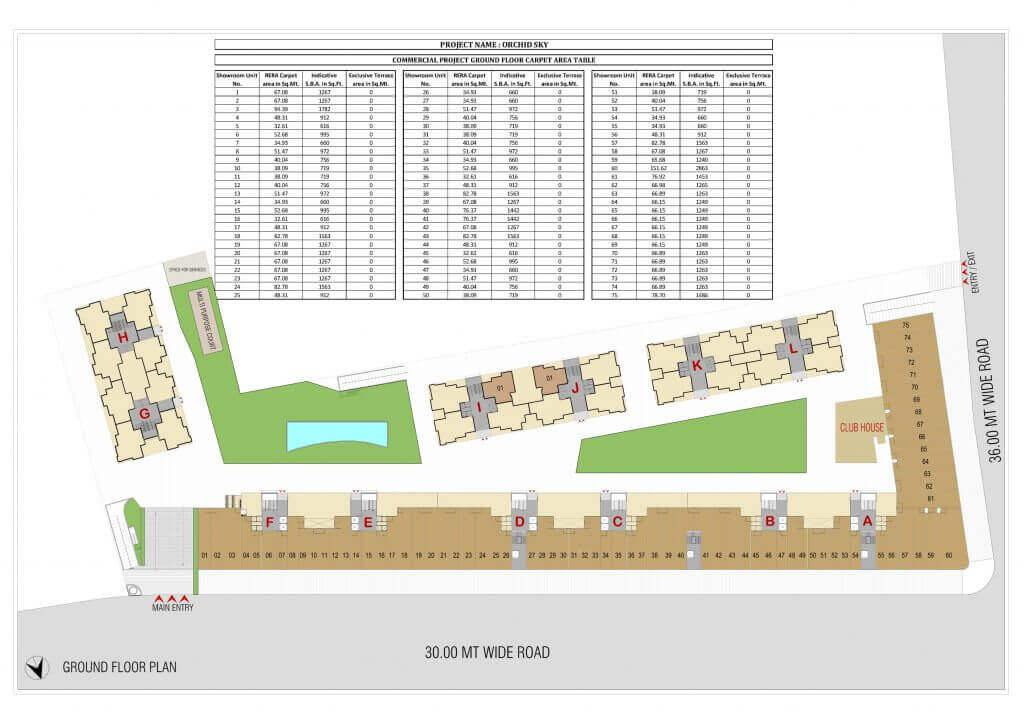 PROJECT NAME : ORCHID SKY
COMMERCIAL PROJECT GROUND FLOOR CARPET AREA TABLE
Showroom Unit No. RERA Carpet area in Sq.Mt. Indicative S.B.A. in Sq.Ft. Exclusive Terrace area in Sq.Mt.
1 67.08 1267 0
2 67.08 1267 0
3 94.39 1782 0
4 48.31 912 0
5 32.61 616 0
6 52.68 995 0
7 34.93 660 0
8 51.47 972 0
9 40.04 756 0
10 38.09 719 0
11 38.09 719 0
12 40.04 756 0
13 51.47 972 0
14 34.93 660 0
15 52.68 995 0
16 32.61 616 0
17 48.31 912 0
18 82.78 1563 0
19 67.08 1267 0
20 67.08 1267 0
21 67.08 1267 0
22 67.08 1267 0
23 67.08 1267 0
24 82.78 1563 0
25 48.31 912 0
Showroom Unit No. RERA Carpet area in Sq.Mt. Indicative S.B.A. in Sq.Ft. Exclusive Terrace area in Sq.Mt.
26 34.93 660 0
27 34.93 660 0
28 51.47 972 0
29 40.04 756 0
30 38.09 719 0
31 38.09 719 0
32 40.04 756 0
33 51.47 972 0
34 34.93 660 0
35 52.68 995 0
36 32.61 616 0
37 48.31 912 0
38 82.78 1563 0
39 67.08 1267 0
40 76.37 1442 0
41 76.37 1442 0
42 67.08 1267 0
43 82.78 1563 0
44 48.31 912 0
45 32.61 616 0
46 52.68 995 0
47 34.93 660 0
48 51.47 972 0
49 40.04 756 0
50 38.09 719 0
Showroom Unit No. RERA Carpet area in Sq.Mt. Indicative S.B.A. in Sq.Ft. Exclusive Terrace area in Sq.Mt.
51 38.09 719 0
52 40.04 756 0
53 51.47 972 0
54 34.93 660 0
55 34.93 660 0
56 48.31 912 0
57 82.78 1563 0
58 67.08 1267 0
59 65.68 1240 0
60 151.62 2863 0
61 76.92 1453 0
62 66.98 1265 0
63 66.89 1263 0
64 66.15 1249 0
65 66.15 1249 0
66 66.15 1249 0
67 66.15 1249 0
68 66.15 1249 0
69 66.15 1249 0
70 66.89 1263 0
71 66.89 1263 0
72 66.89 1263 0
73 66.89 1263 0
74 66.89 1263 0
75 78.70 1486 0
MULTI PURPOSE COURT
ENTRY / EXIT
H
G
01
01
I
J
K
L
75
74
73
72
71
70
69
68
67
66
65
64
63
62
61
CLUB HOUSE
36.00 MT WIDE ROAD
F E D C B A
01 02 03 04 05 06 07 08 09 10 11 12 13 14 15 16 17 18 19 20 21 22 23 24 25 26 27 28 29 30 31 32 33 34 35 36 37 38 39 40 41 42 43 44 45 46 47 48 49 50 51 52 53 54 55 56 57 58 59 60
MAIN ENTRY
30.00 MT WIDE ROAD
GROUND FLOOR PLAN